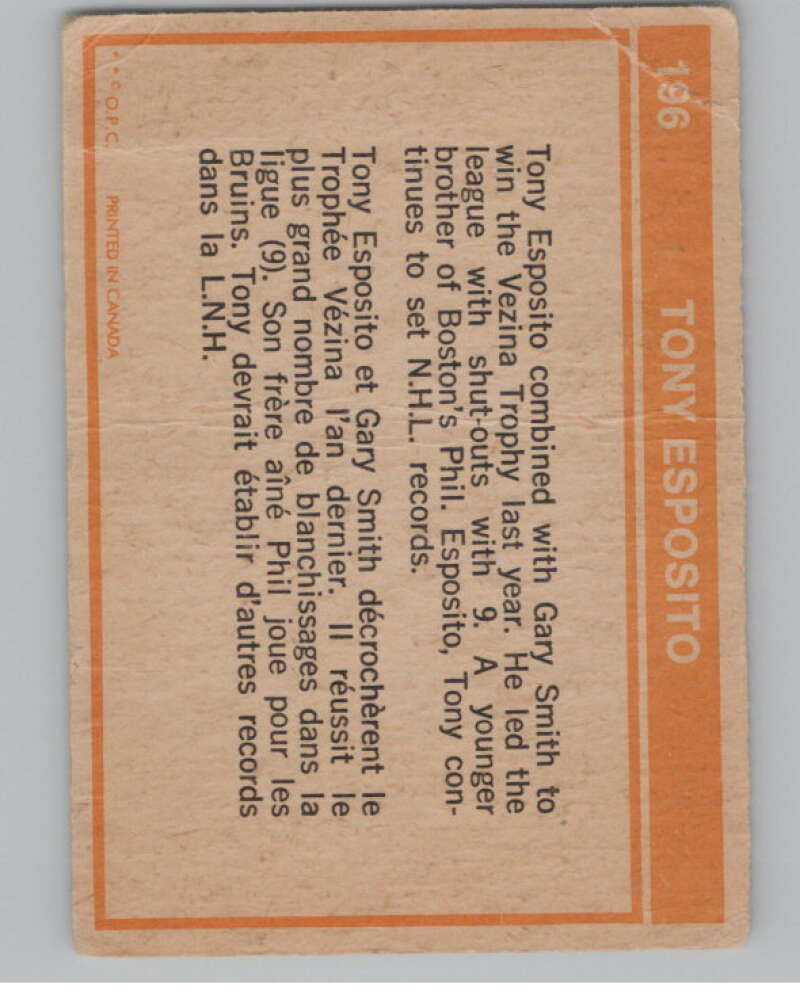 196 TONY ESPOSITO
Tony Esposito combined with Gary Smith to
win the Vezina Trophy last year. He led the
league with shut-outs with 9. A younger
brother of Boston's Phil. Esposito, Tony con-
tinues to set N.H.L. records.
Tony Esposito et Gary Smith décrochèrent le
Trophée Vézina l'an dernier. Il réussit le
plus grand nombre de blanchissages dans la
ligue (9). Son frère aîné Phil joue pour les
Bruins. Tony devrait établir d'autres records
dans la L.N.H.
* * © O.P.C. PRINTED IN CANADA